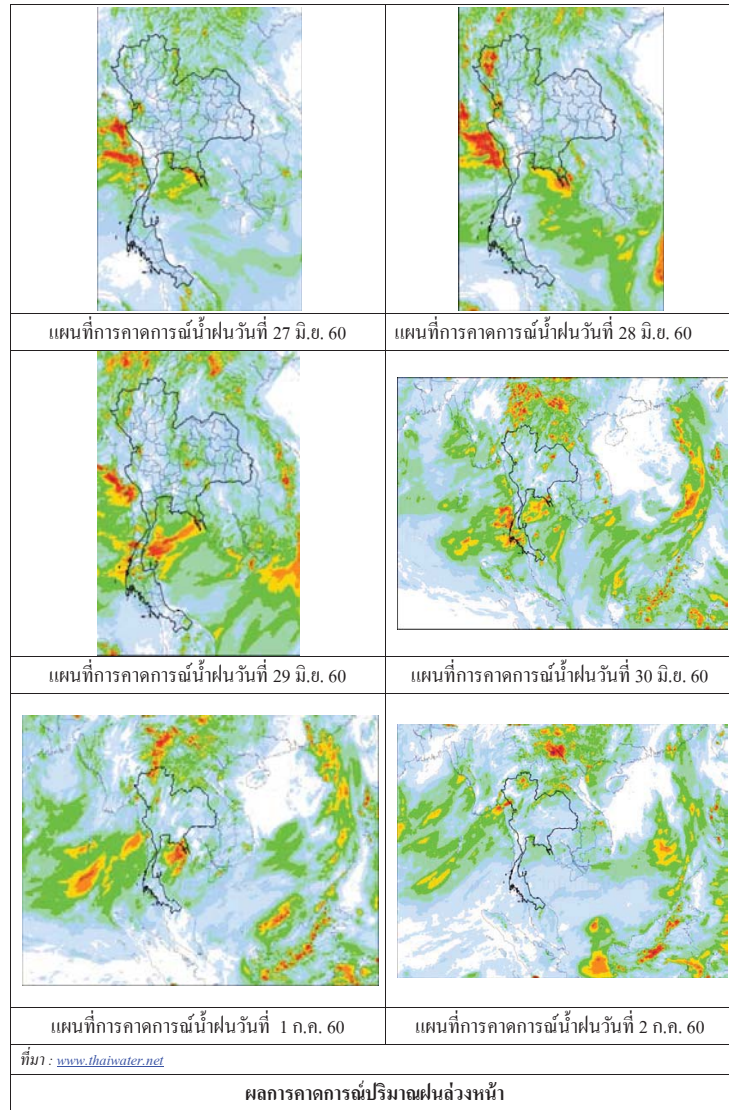 แผนที่การคาดการณ์น้ำฝนวันที่ 27 มิ.ย. 60
แผนที่การคาดการณ์น้ำฝนวันที่ 28 มิ.ย. 60
แผนที่การคาดการณ์น้ำฝนวันที่ 29 มิ.ย. 60
แผนที่การคาดการณ์น้ำฝนวันที่ 30 มิ.ย. 60
แผนที่การคาดการณ์น้ำฝนวันที่ 1 ก.ค. 60
แผนที่การคาดการณ์น้ำฝนวันที่ 2 ก.ค. 60
ที่มา : www.thaiwater.net
ผลการคาดการณ์ปริมาณฝนล่วงหน้า